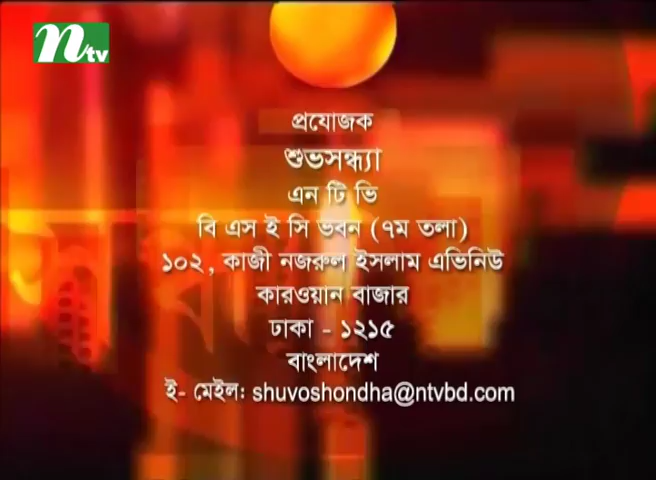 ntv
প্রযোজক
শুভসন্ধ্যা
এন টি ভি
বি এস ই সি ভবন (৭ম তলা)
১০২, কাজী নজরুল ইসলাম এভিনিউ
কারওয়ান বাজার
ঢাকা - ১২১৫
বাংলাদেশ
ই- মেইল: shuvoshondha@ntvbd.com